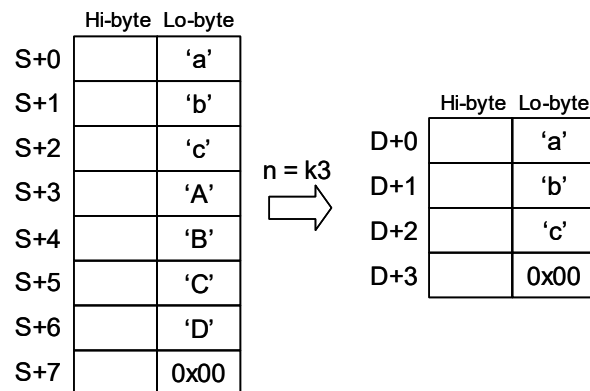 Hi-byte Lo-byte
S+0 ‘a’
S+1 ‘b’
S+2 ‘c’
S+3 ‘A’
S+4 ‘B’
S+5 ‘C’
S+6 ‘D’
S+7 0x00
n = k3
Hi-byte Lo-byte
D+0 ‘a’
D+1 ‘b’
D+2 ‘c’
D+3 0x00